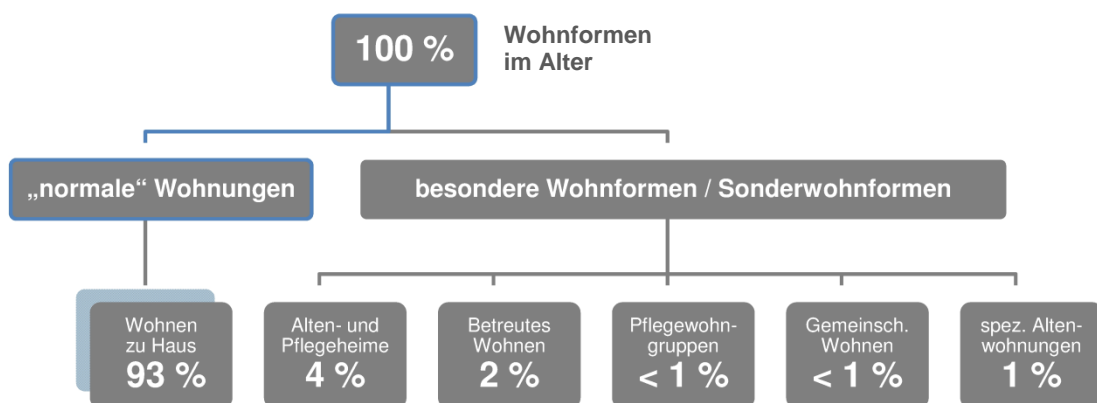 100 %
Wohnformen
im Alter
„normale“ Wohnungen
besondere Wohnformen / Sonderwohnformen
Wohnen
zu Haus
93 %
Alten- und
Pflegeheime
4 %
Betreutes
Wohnen
2 %
Pflegewohn-
gruppen
< 1 %
Gemeinsch.
Wohnen
< 1 %
spez. Alten-
wohnungen
1 %